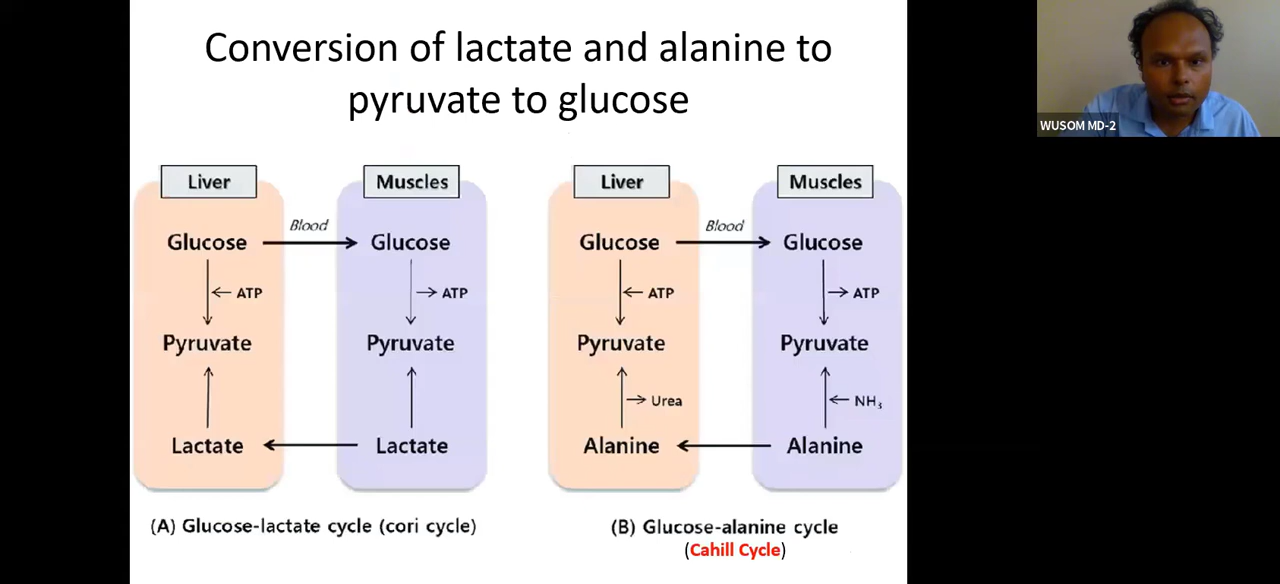 Conversion of lactate and alanine to
pyruvate to glucose
WUSOM MD-2
Liver
Muscles
Blood
Glucose
Glucose
ATP
ATP
Pyruvate
Pyruvate
Lactate
Lactate
(A) Glucose-lactate cycle (cori cycle)
Liver
Muscles
Blood
Glucose
Glucose
ATP
ATP
Pyruvate
Pyruvate
Urea
NH₃
Alanine
Alanine
(B) Glucose-alanine cycle
(Cahill Cycle)